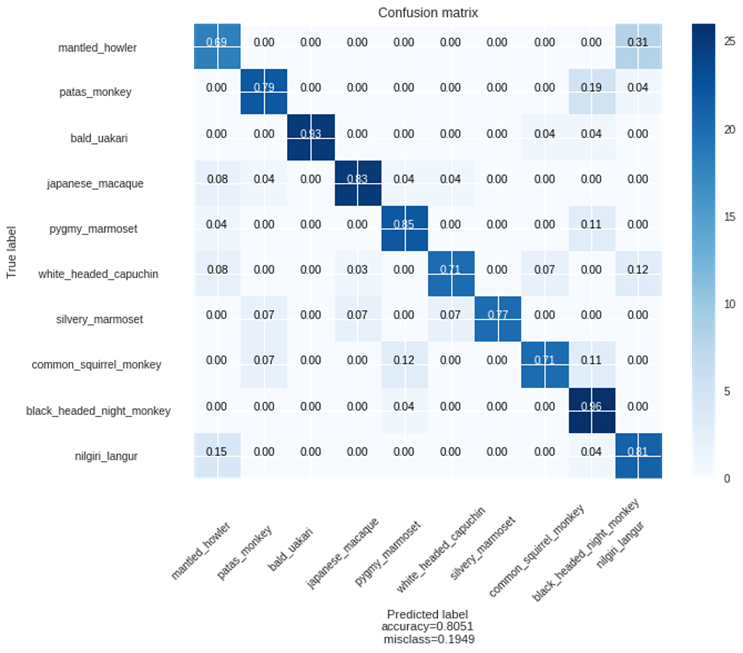 Confusion matrix
mantled_howler 0.69 0.00 0.00 0.00 0.00 0.00 0.00 0.00 0.00 0.31
patas_monkey 0.00 0.79 0.00 0.00 0.00 0.00 0.00 0.00 0.19 0.04
bald_uakari 0.00 0.00 0.93 0.00 0.00 0.00 0.00 0.04 0.04 0.00
japanese_macaque 0.08 0.04 0.00 0.83 0.04 0.04 0.00 0.00 0.00 0.00
pygmy_marmoset 0.04 0.00 0.00 0.00 0.85 0.00 0.00 0.00 0.11 0.00
white_headed_capuchin 0.08 0.00 0.00 0.03 0.00 0.71 0.00 0.07 0.00 0.12
silvery_marmoset 0.00 0.07 0.00 0.07 0.00 0.07 0.77 0.00 0.00 0.00
common_squirrel_monkey 0.00 0.07 0.00 0.00 0.12 0.00 0.00 0.71 0.11 0.00
black_headed_night_monkey 0.00 0.00 0.00 0.00 0.04 0.00 0.00 0.00 0.96 0.00
nilgiri_langur 0.15 0.00 0.00 0.00 0.00 0.00 0.00 0.00 0.04 0.81
True label
mantled_howler
patas_monkey
bald_uakari
japanese_macaque
pygmy_marmoset
white_headed_capuchin
silvery_marmoset
common_squirrel_monkey
black_headed_night_monkey
nilgiri_langur
Predicted label
accuracy=0.8051
misclass=0.1949
25
20
15
10
5
0